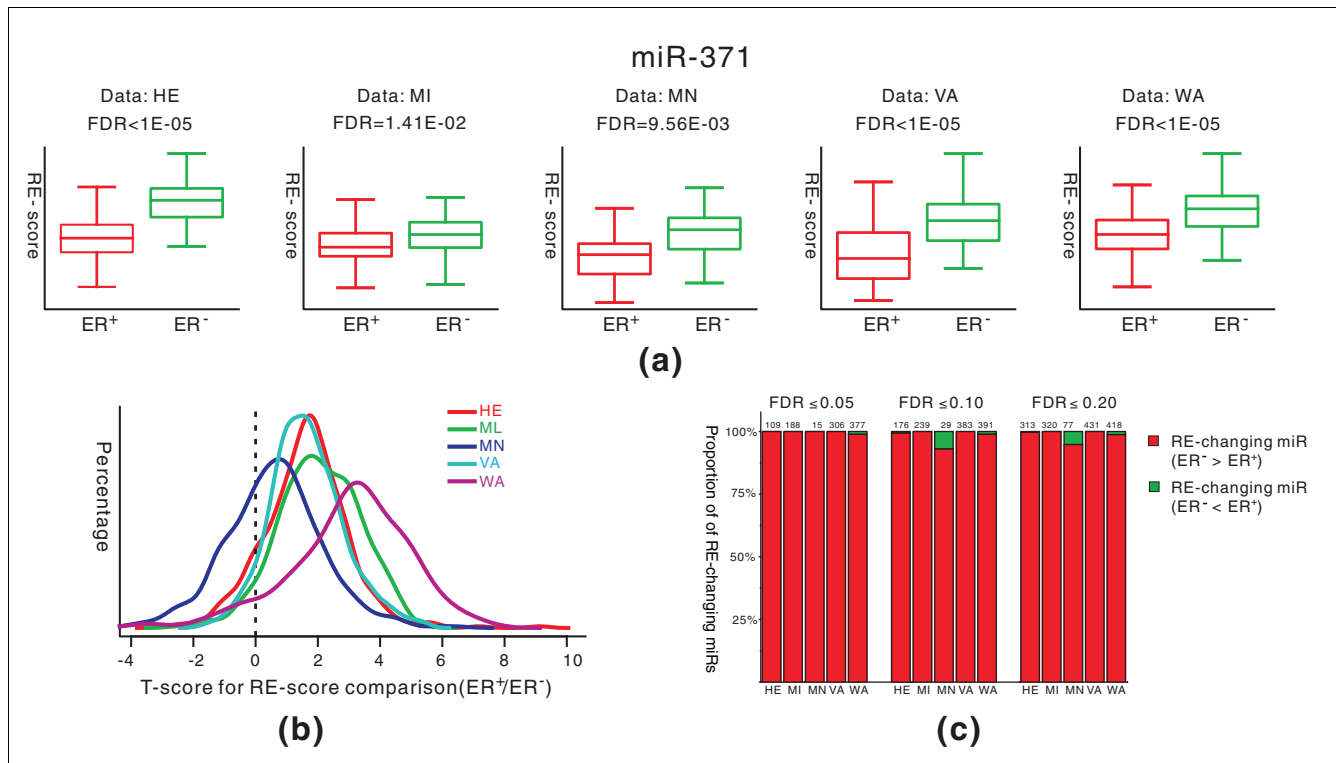 miR-371
Data: HE
FDR<1E-05
RE- score
ER+
ER-
Data: MI
FDR=1.41E-02
RE- score
ER+
ER-
Data: MN
FDR=9.56E-03
RE- score
ER+
ER-
Data: VA
FDR<1E-05
RE- score
ER+
ER-
Data: WA
FDR<1E-05
RE- score
ER+
ER-
(a)
Percentage
HE
ML
MN
VA
WA
-4 -2 0 2 4 6 8 10
T-score for RE-score comparison(ER+/ER-)
(b)
Proportion of of RE-changing miRs
100%
75%
50%
25%
FDR ≤0.05
109 188 15 306 377
HE MI MN VA WA
FDR ≤0.10
176 239 29 383 391
HE MI MN VA WA
FDR ≤0.20
313 320 77 431 418
HE MI MN VA WA
RE-changing miR
(ER- > ER+)
RE-changing miR
(ER- < ER+)
(c)